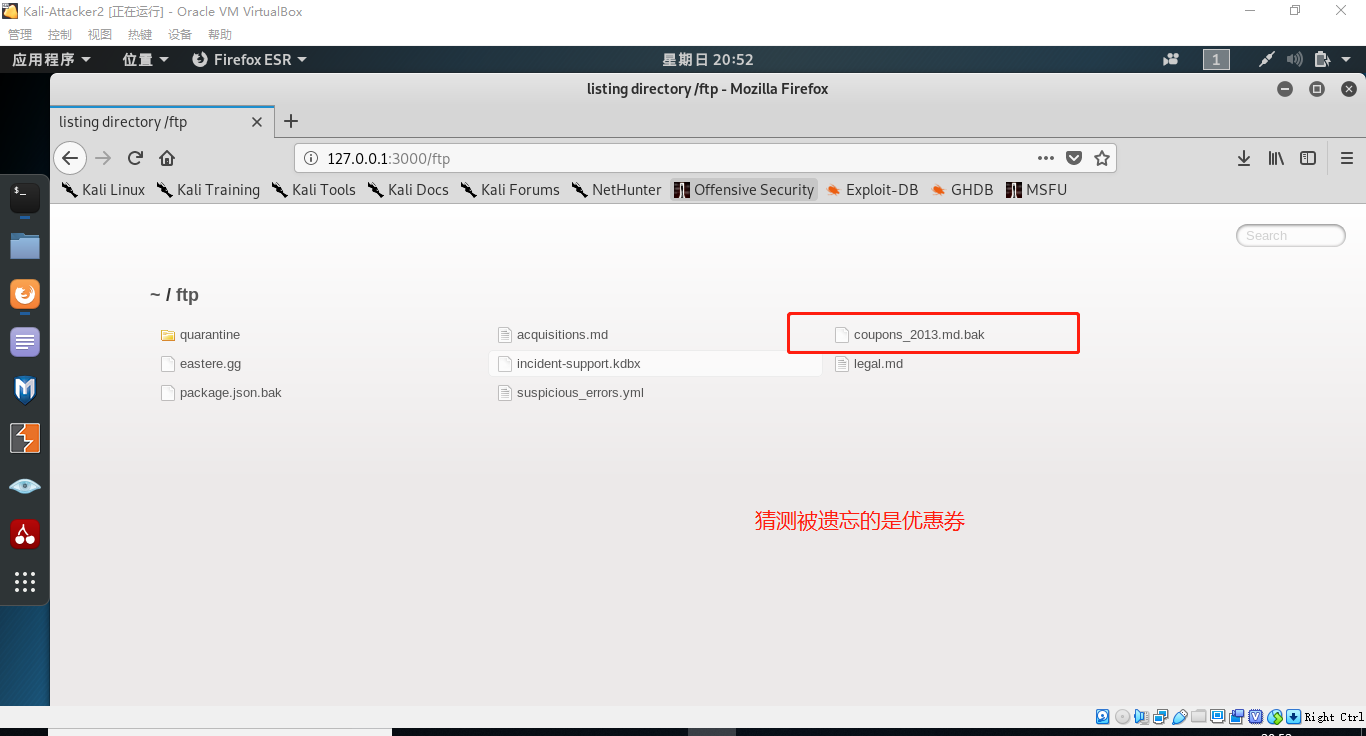 Kali-Attacker2 [正在运行] - Oracle VM VirtualBox
管理 控制 视图 热键 设备 帮助
应用程序 位置 Firefox ESR 星期日 20:52 1
listing directory /ftp - Mozilla Firefox
listing directory /ftp
127.0.0.1:3000/ftp
Kali Linux Kali Training Kali Tools Kali Docs Kali Forums NetHunter Offensive Security Exploit-DB GHDB MSFU
Search
~ / ftp
quarantine acquisitions.md coupons_2013.md.bak
eastere.gg incident-support.kdbx legal.md
package.json.bak suspicious_errors.yml
猜测被遗忘的是优惠券
Right Ctrl